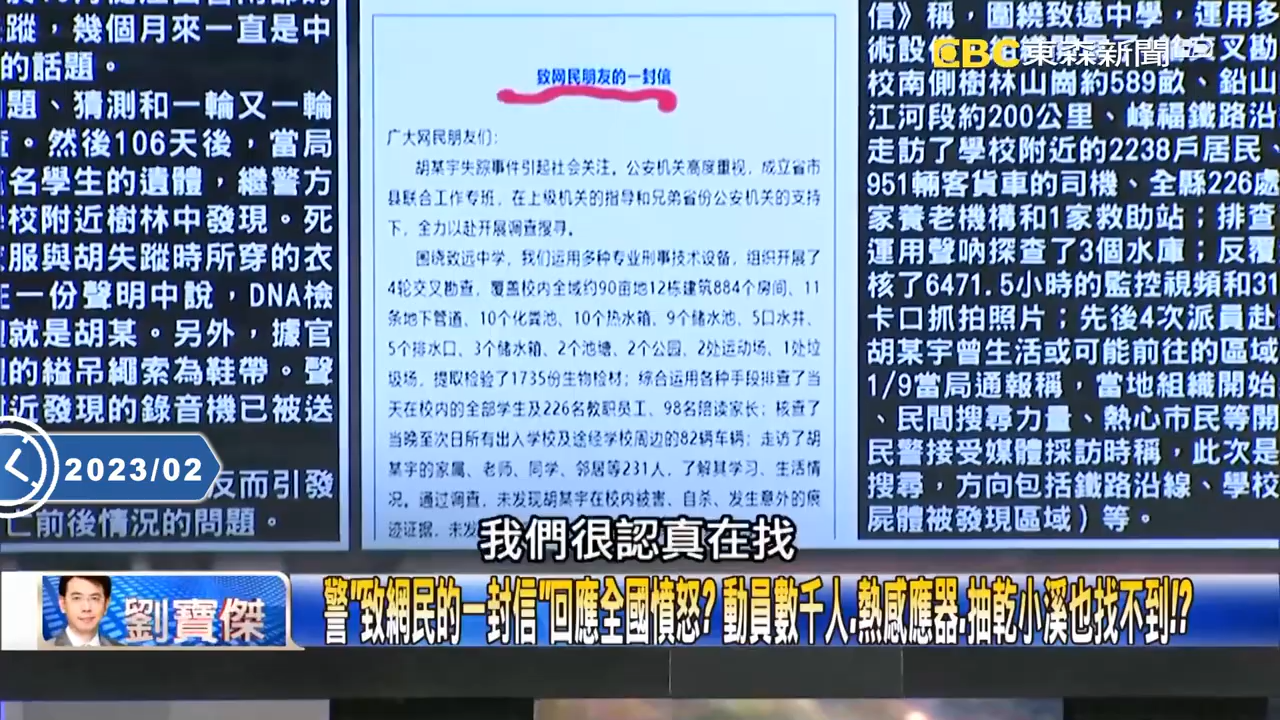 蹤，幾個月來一直是中
的話題。
題、猜測和一輪又一輪
。然後106天後，當局
名學生的遺體，繼警方
校附近樹林中發現。死
服與胡失蹤時所穿的衣
一份聲明中說，DNA檢
就是胡某。另外，據官
的縊吊繩索為鞋帶。聲
近發現的錄音機已被送
反而引發
亡前後情況的問題。
2023/02
致网民朋友的一封信
广大网民朋友们：
胡某宇失踪事件引起社会关注，公安机关高度重视，成立省市
县联合工作专班，在上级机关的指导和兄弟省份公安机关的支持
下，全力以赴开展调查搜寻。
围绕致远中学，我们运用多种专业刑事技术设备，组织开展了
4轮交叉勘查，覆盖校内全域约90亩地12栋建筑884个房间、11
条地下管道、10个化粪池、10个热水箱、9个储水池、5口水井、
5个排水口、3个储水箱、2个池塘、2个公园、2处运动场、1处垃
圾场，提取检验了1735份生物检材；综合运用各种手段排查了当
天在校内的全部学生及226名教职员工、98名陪读家长；核查了
当晚至次日所有出入学校及途经学校周边的82辆车辆；走访了胡
某宇的家属、老师、同学、邻居等231人，了解其学习、生活情
况。通过调查，未发现胡某宇在校内被害、自杀、发生意外的痕
迹证据，未发
信》稱，圍繞致遠中學，運用多
術設備
交叉勘
校南側樹林山崗約589畝、鉛山
江河段約200公里、峰福鐵路沿
走訪了學校附近的2238戶居民、
951輛客貨車的司機、全縣226處
家養老機構和1家救助站；排查
運用聲吶探查了3個水庫；反覆
核了6471.5小時的監控視頻和31
卡口抓拍照片；先後4次派員赴
胡某宇曾生活或可能前往的區域
1/9當局通報稱，當地組織開始
、民間搜尋力量、熱心市民等開
民警接受媒體採訪時稱，此次是
搜尋，方向包括鐵路沿線、學校
屍體被發現區域）等。
EBC東森新聞
我們很認真在找
劉寶傑
警"致網民的一封信"回應全國憤怒？動員數千人.熱感應器.抽乾小溪也找不到!?